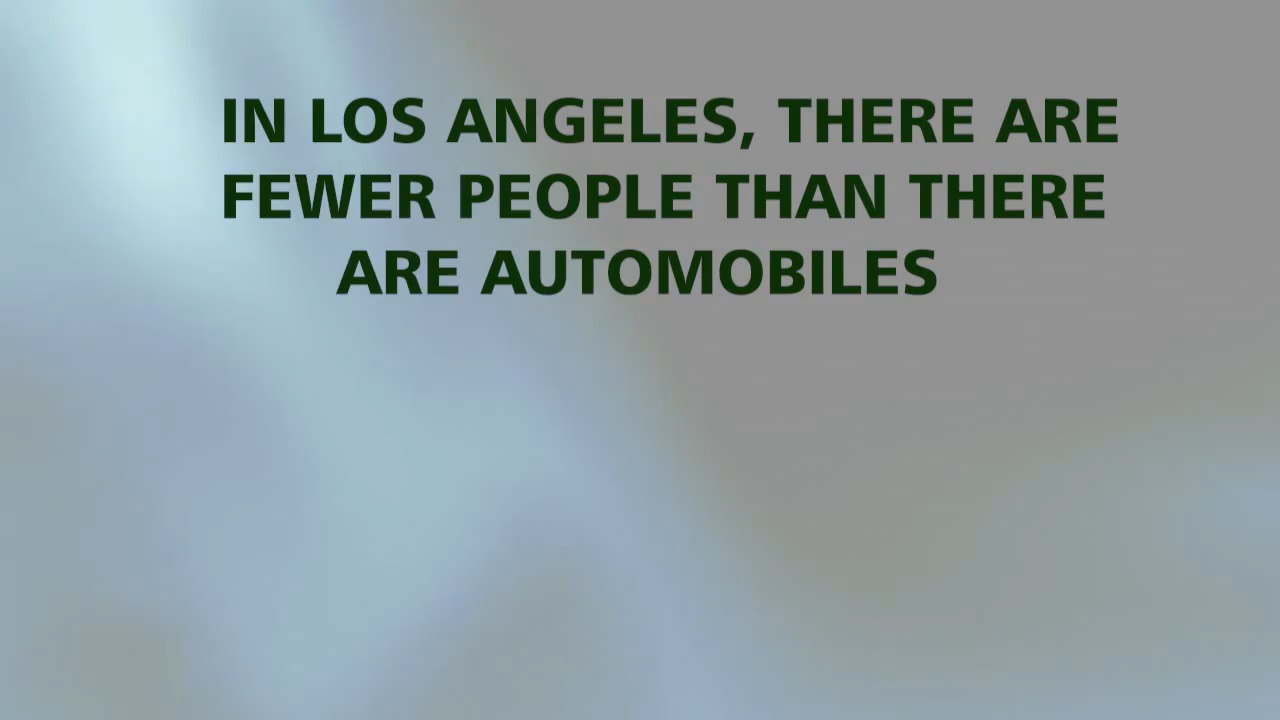 IN LOS ANGELES, THERE ARE
FEWER PEOPLE THAN THERE
ARE AUTOMOBILES